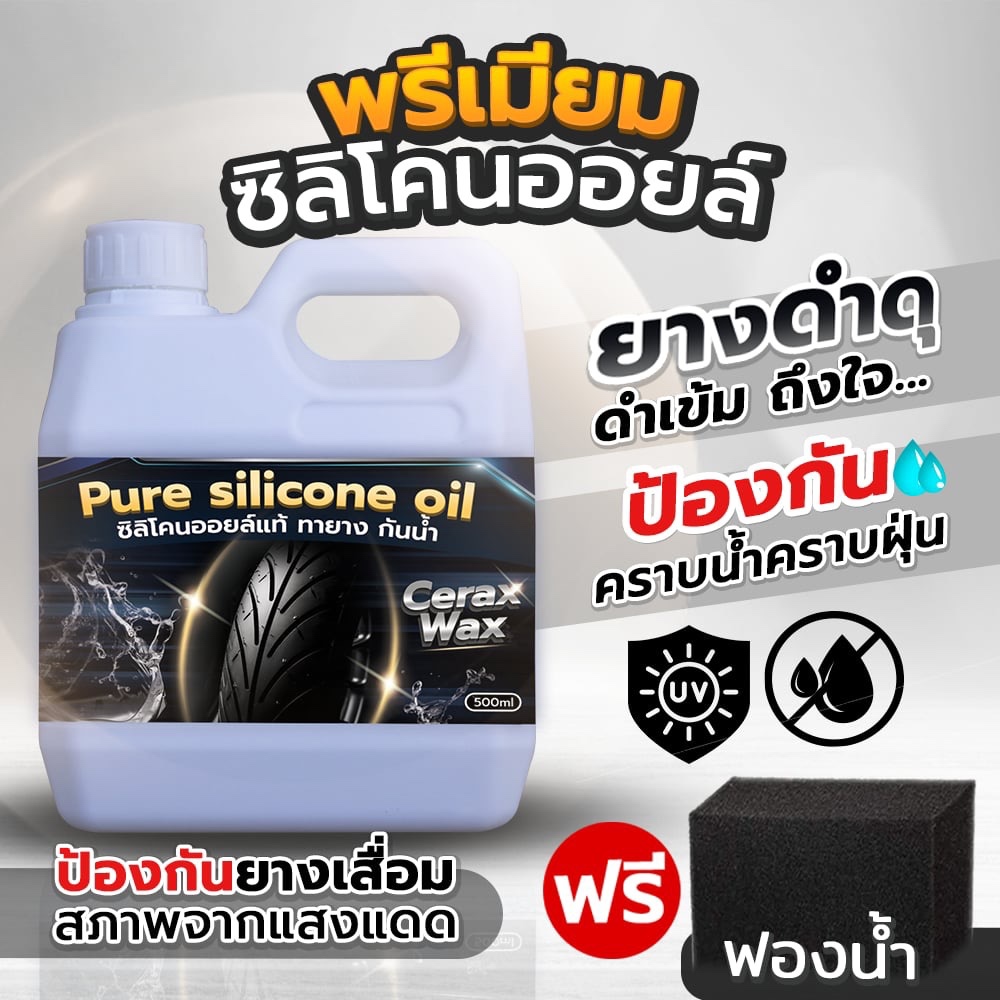 พรีเมียม
ซิลิโคนออยล์
ยางดำดุ
ดำเข้ม ถึงใจ...
ป้องกัน
คราบน้ำคราบฝุ่น
Pure silicone oil
ซิลิโคนออยล์แท้ ทายาง กันน้ำ
Cerax
Wax
500ml
UV
ป้องกันยางเสื่อม
สภาพจากแสงแดด
ฟรี
ฟองน้ำ